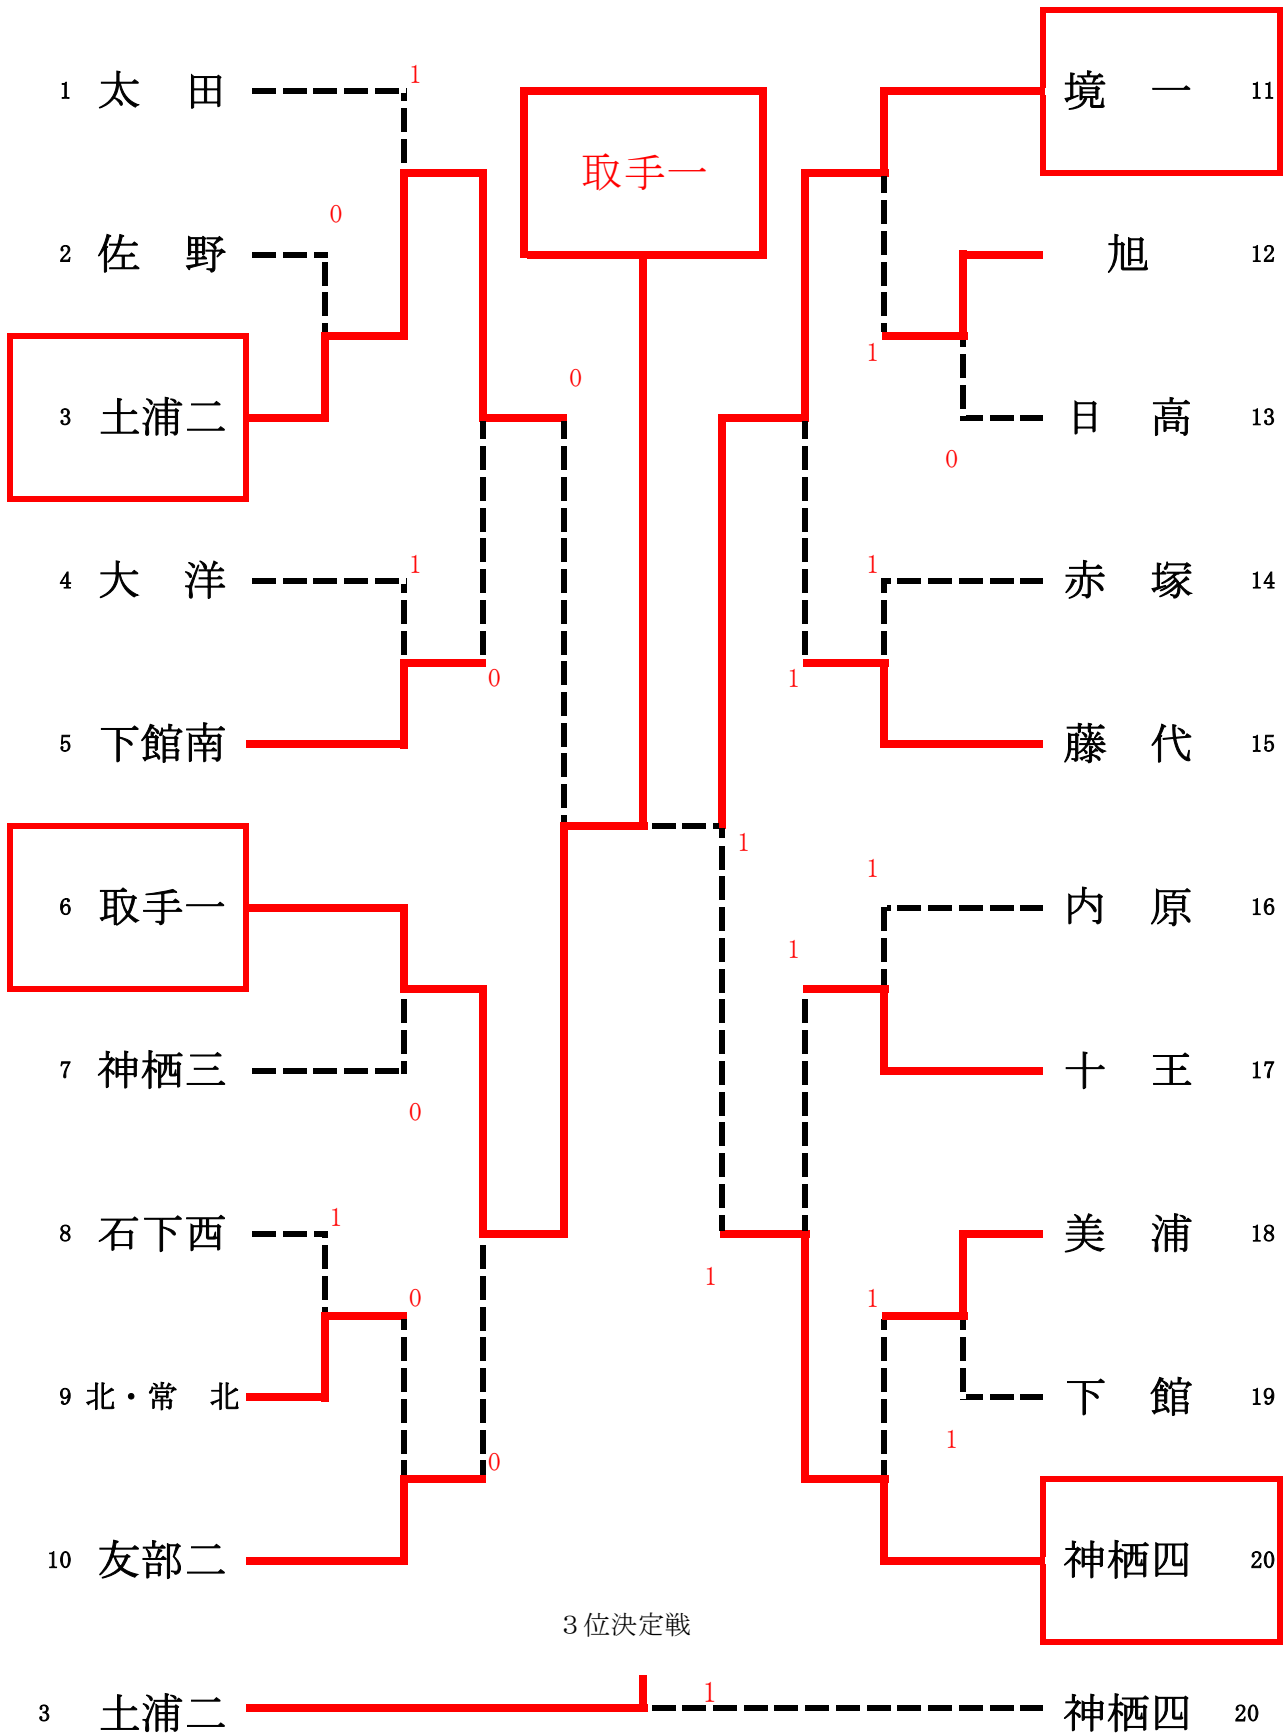 1 太 田 1
取手一
境 一 11
0
2 佐 野
旭 12
1
0
3 土浦二
日 高 13
0
4 大 洋 1
1 赤 塚 14
0
1
5 下館南
藤 代 15
1
1
6 取手一
内 原 16
1
7 神栖三
十 王 17
0
8 石下西 1
美 浦 18
1
0
1
9 北・常 北
下 館 19
1
0
10 友部二
神栖四 20
3位決定戦
3 土浦二 1 神栖四 20